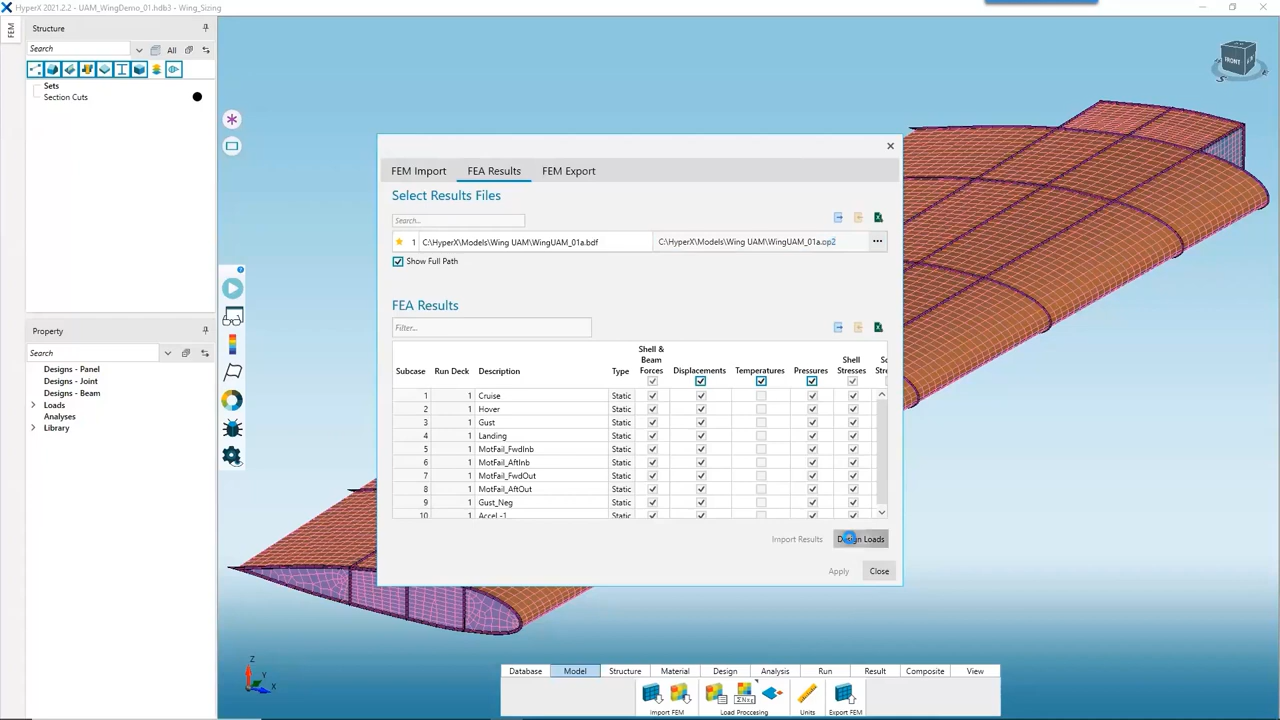 HyperX 2021.2.2 - UAM_WingDemo_01.hdb3 - Wing_Sizing
FEM
Structure
Search
All
Sets
Section Cuts
Property
Search
Designs - Panel
Designs - Joint
Designs - Beam
Loads
Analyses
Library
FRONT
FEM Import FEA Results FEM Export
Select Results Files
Search...
1 C:\HyperX\Models\Wing UAM\WingUAM_01a.bdf C:\HyperX\Models\Wing UAM\WingUAM_01a.op2
Show Full Path
FEA Results
Filter...
Subcase Run Deck Description Type Shell & Beam Forces Displacements Temperatures Pressures Shell Stresses
1 1 Cruise Static
2 1 Hover Static
3 1 Gust Static
4 1 Landing Static
5 1 MotFail_FwdInb Static
6 1 MotFail_AftInb Static
7 1 MotFail_FwdOut Static
8 1 MotFail_AftOut Static
9 1 Gust_Neg Static
10 1 Accel -1 Static
Import Results Design Loads
Apply Close
Z
Y
X
Database Model Structure Material Design Analysis Run Result Composite View
ΣNx
Import FEM Load Proccesing Units Export FEM